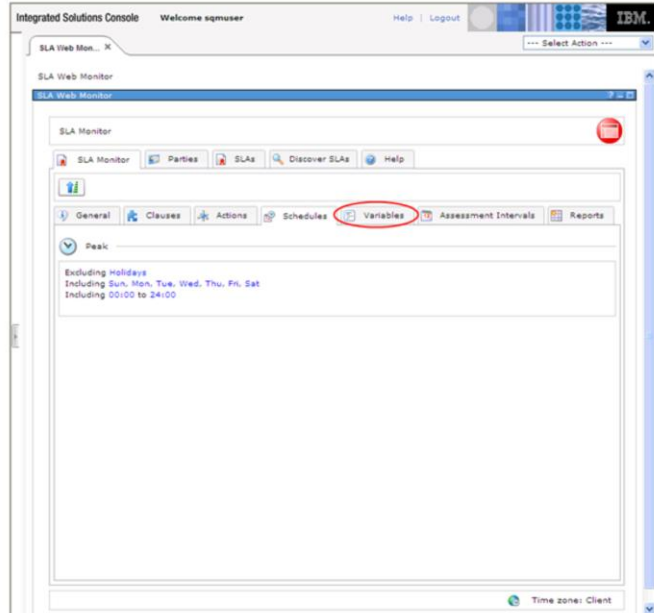 Integrated Solutions Console Welcome sqmuser Help | Logout IBM.
SLA Web Mon... X --- Select Action ---
SLA Web Monitor
SLA Web Monitor
SLA Monitor
SLA Monitor Parties SLAs Discover SLAs Help
General Clauses Actions Schedules Variables Assessment Intervals Reports
Peak
Excluding Holidays
Including Sun, Mon, Tue, Wed, Thu, Fri, Sat
Including 00:00 to 24:00
Time zone: Client